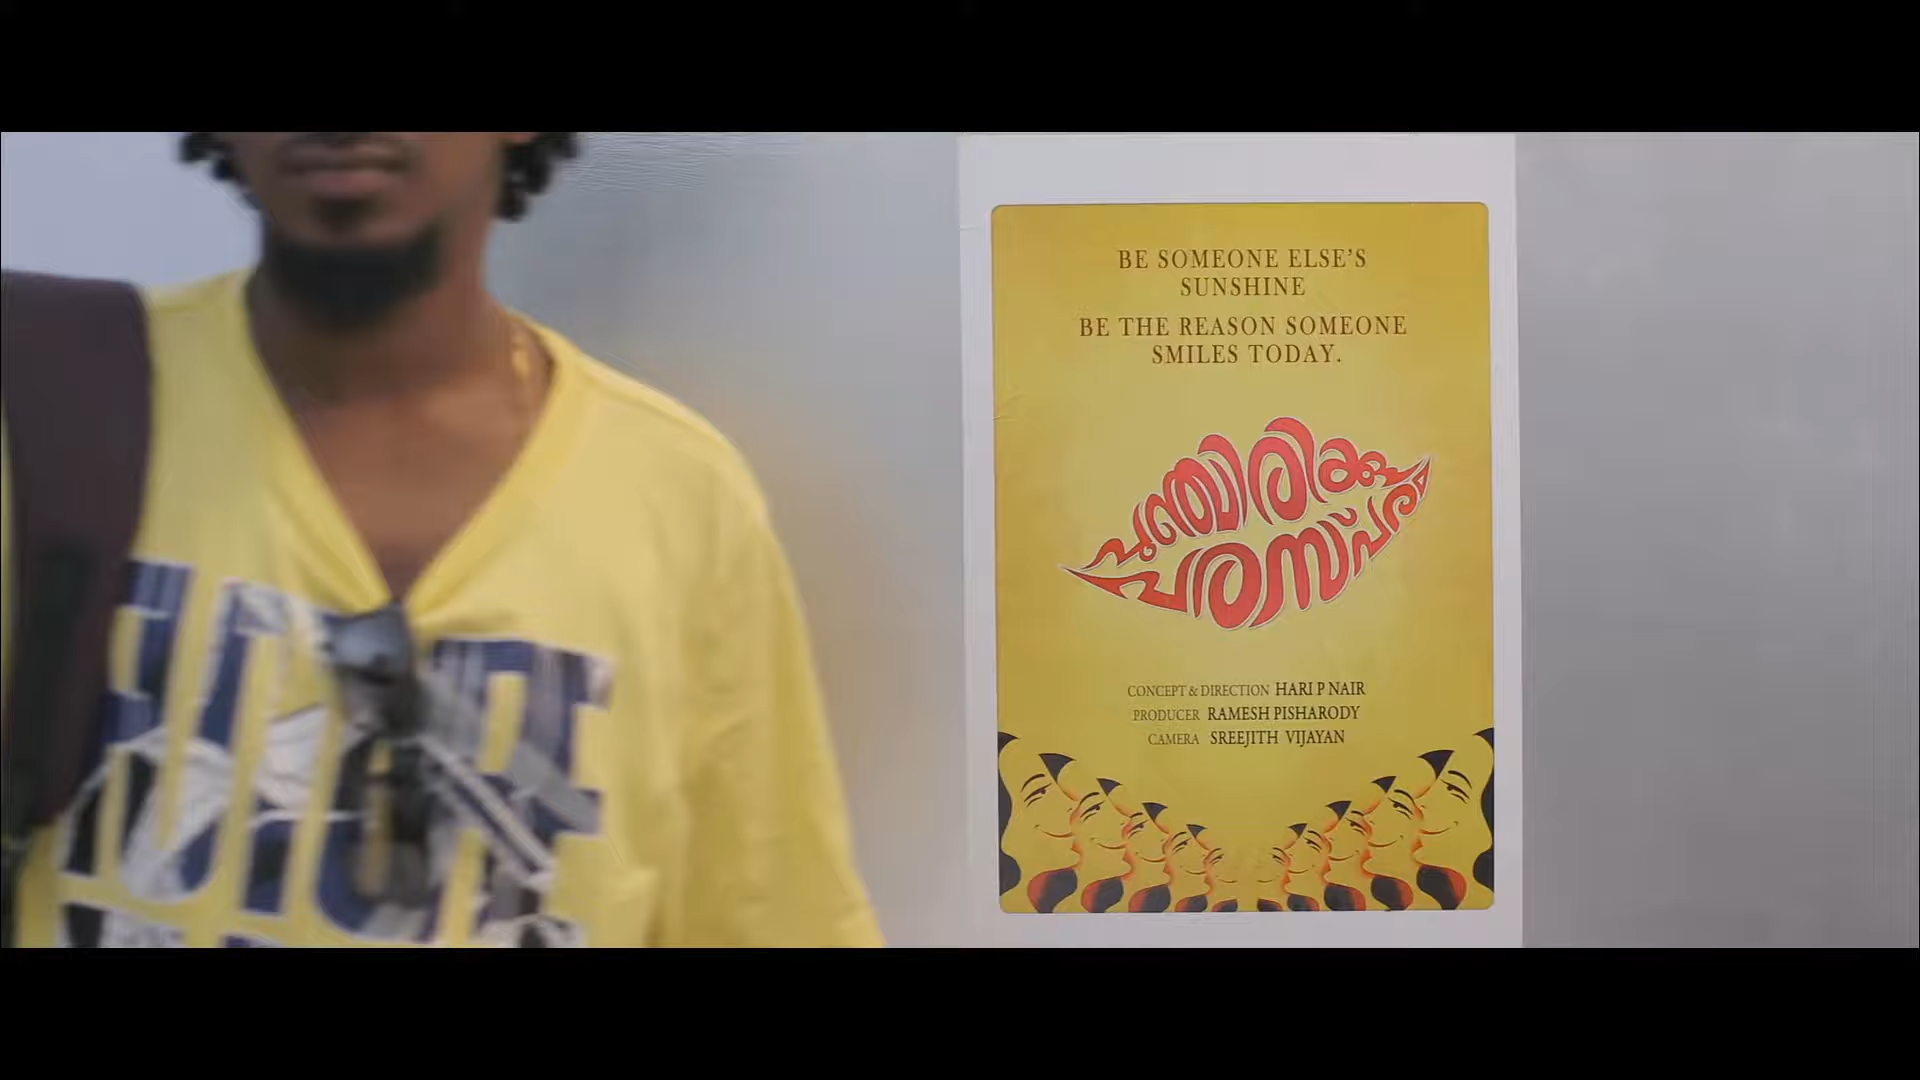 BE SOMEONE ELSE'S
SUNSHINE
BE THE REASON SOMEONE
SMILES TODAY.
പുഞ്ചിരിക്കൂ
പരസ്പരം
CONCEPT & DIRECTION HARI P NAIR
PRODUCER RAMESH PISHARODY
CAMERA SREEJITH VIJAYAN